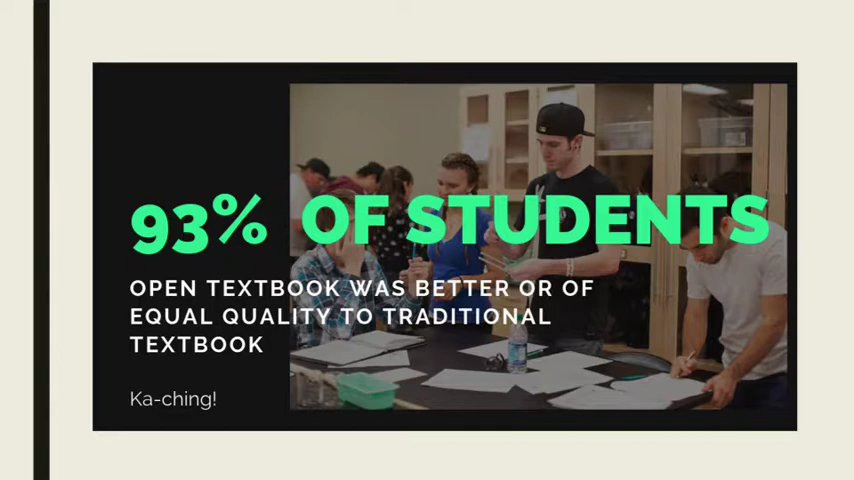 93% OF STUDENTS
OPEN TEXTBOOK WAS BETTER OR OF
EQUAL QUALITY TO TRADITIONAL
TEXTBOOK
Ka-ching!